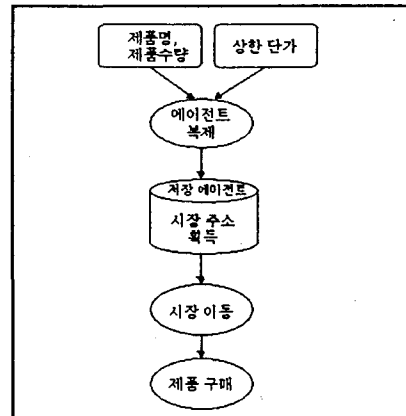 제품명,
제품수량
상한 단가
에이전트
복제
저장 에이전트
시장 주소
획득
시장 이동
제품 구매